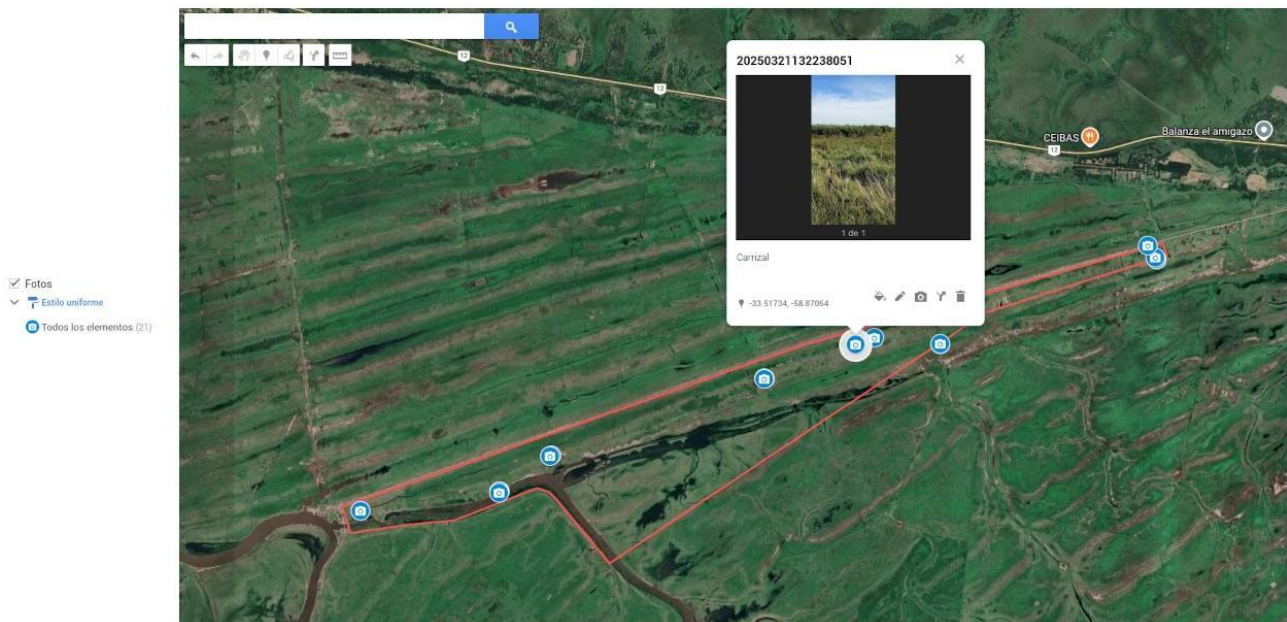 12
12
20250321132238051
1 de 1
Carrizal
-33.51734, -58.87064
CEIBAS
12
Balanza el amigazo
Fotos
Estilo uniforme
Todos los elementos (21)